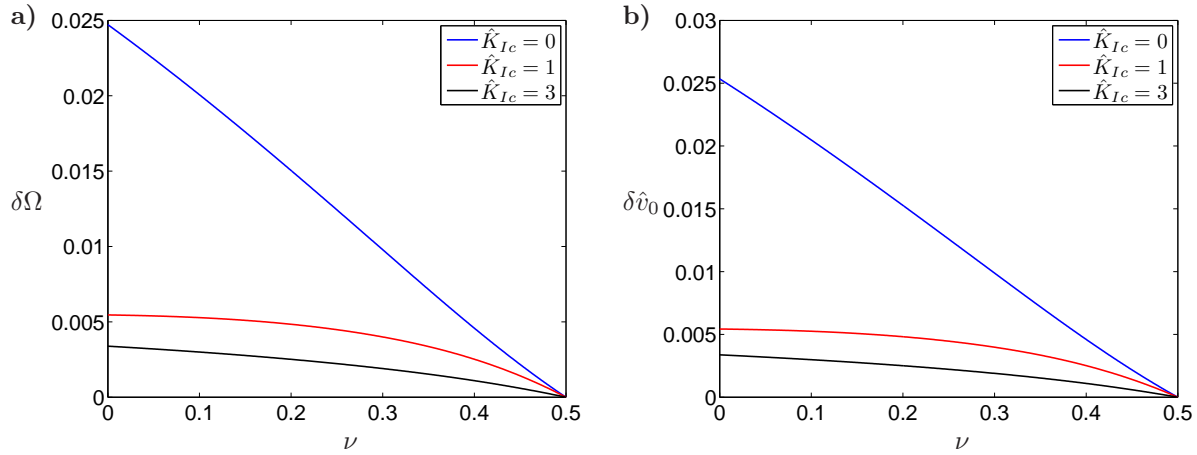 a)
0.025
0.02
0.015
δΩ
0.01
0.005
0
0 0.1 0.2 0.3 0.4 0.5
ν
K̂_{Ic} = 0
K̂_{Ic} = 1
K̂_{Ic} = 3
b)
0.03
0.025
0.02
0.015
δv̂_0
0.01
0.005
0
0 0.1 0.2 0.3 0.4 0.5
ν
K̂_{Ic} = 0
K̂_{Ic} = 1
K̂_{Ic} = 3